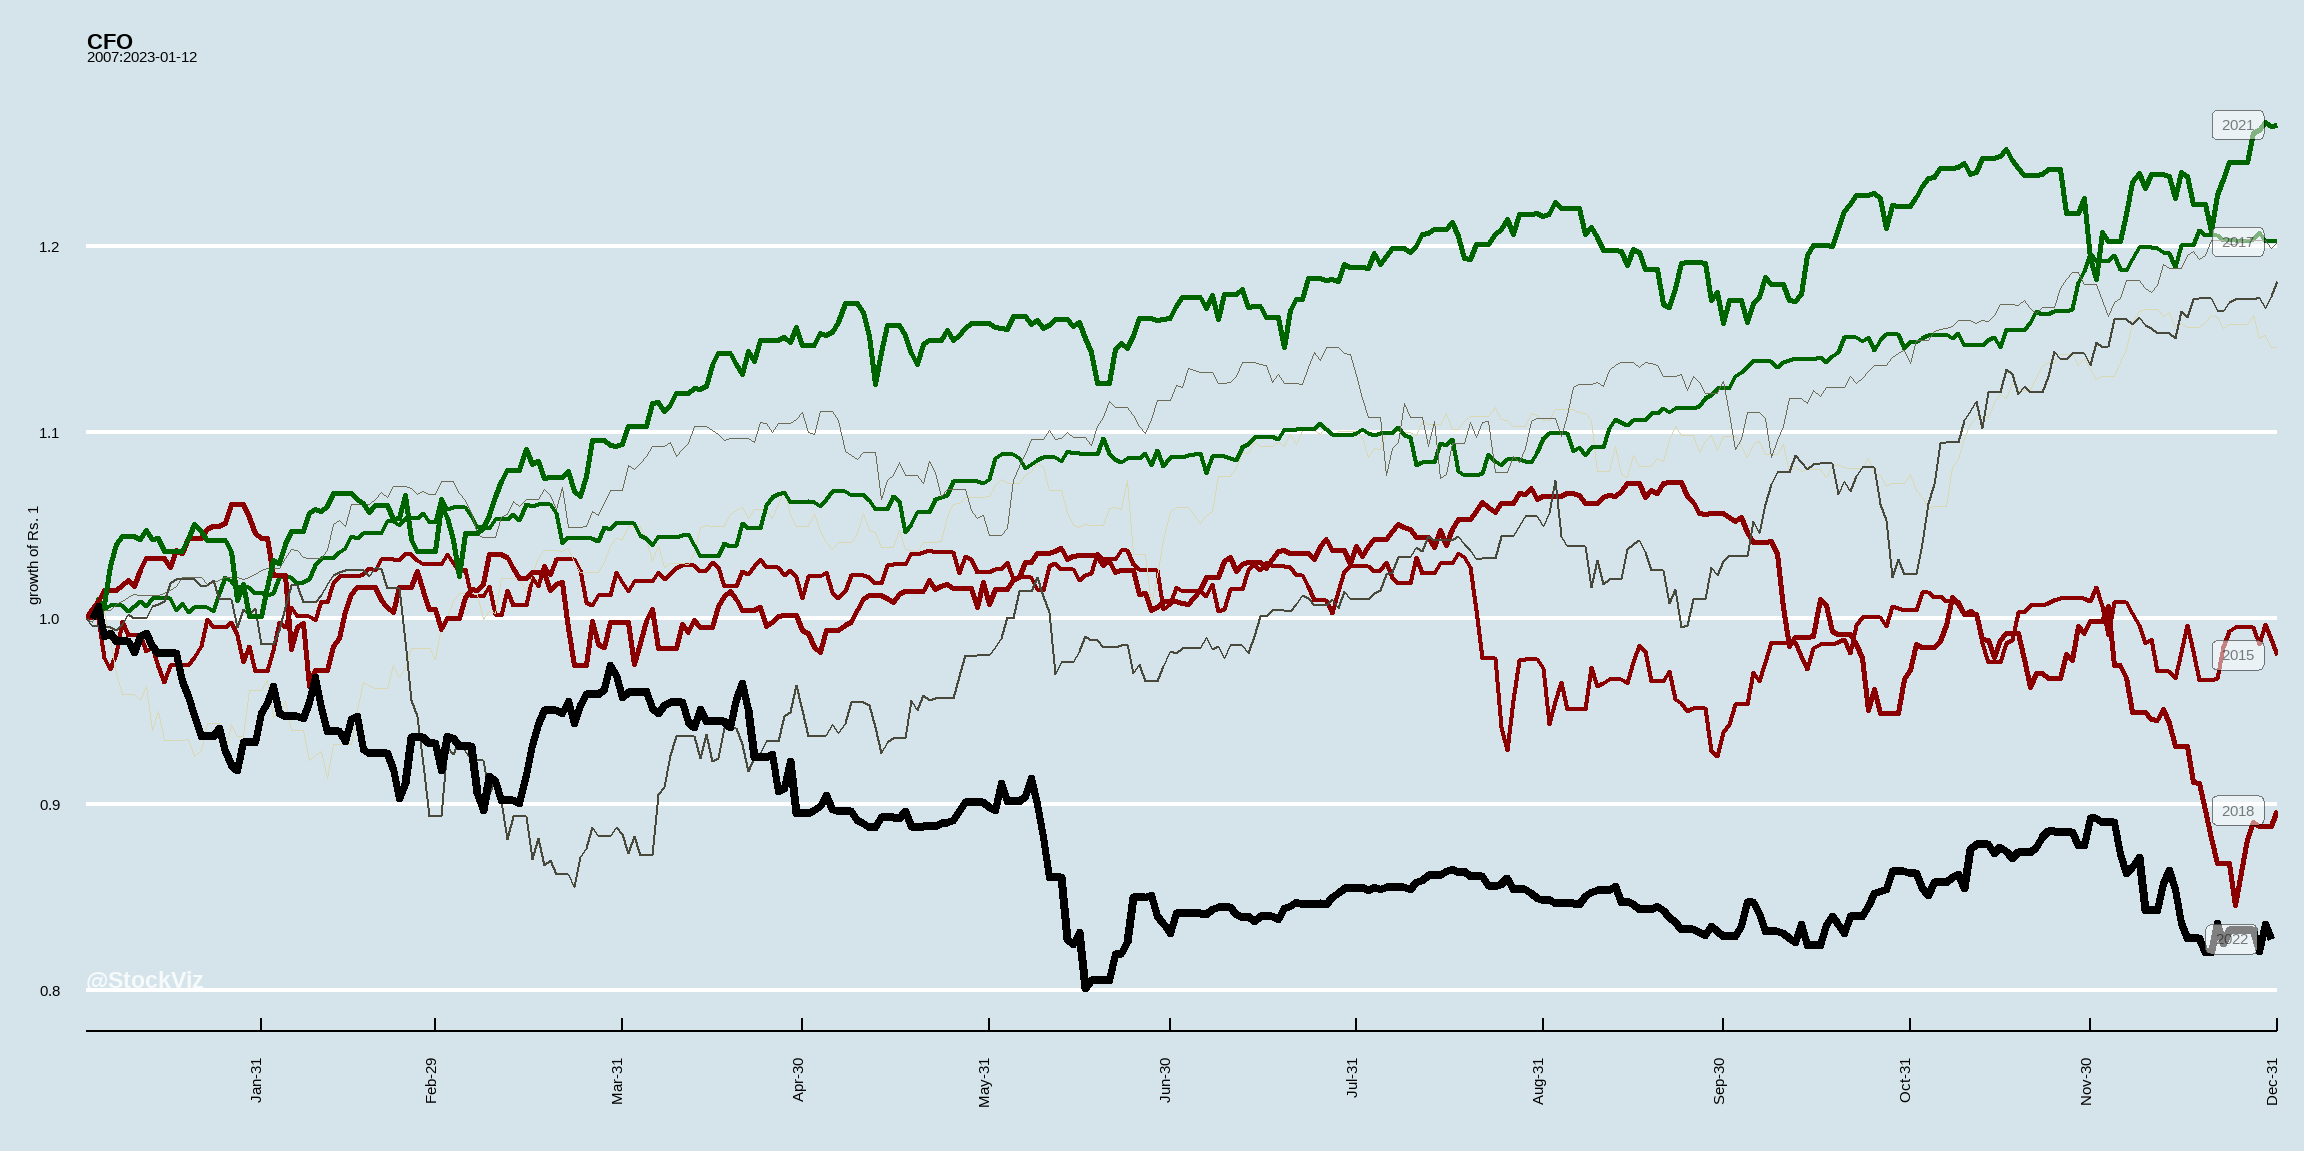 CFO
2007:2023-01-12
growth of Rs. 1
1.2
1.1
1.0
0.9
0.8
2021
2017
2015
2018
2022
@StockViz
Jan-31
Feb-29
Mar-31
Apr-30
May-31
Jun-30
Jul-31
Aug-31
Sep-30
Oct-31
Nov-30
Dec-31